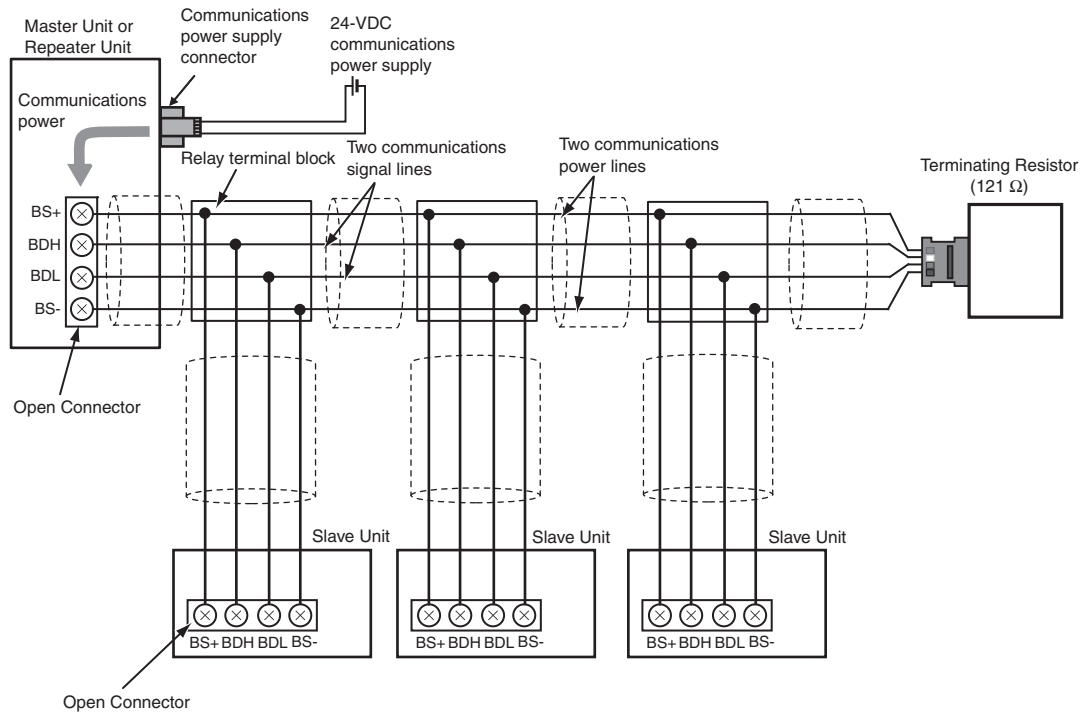 Master Unit or
Repeater Unit
Communications
power supply
connector
24-VDC
communications
power supply
Communications
power
Relay terminal block
Two communications
signal lines
Two communications
power lines
Terminating Resistor
(121 Ω)
BS+
BDH
BDL
BS-
Open Connector
Slave Unit
Slave Unit
Slave Unit
BS+ BDH BDL BS-
BS+ BDH BDL BS-
BS+ BDH BDL BS-
Open Connector